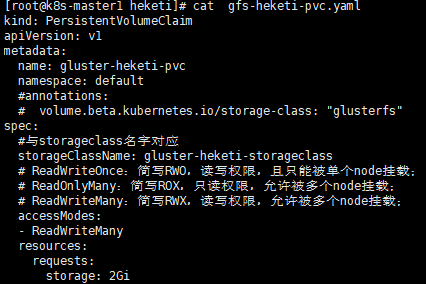 [root@k8s-master1 heketi]# cat  gfs-heketi-pvc.yaml
kind: PersistentVolumeClaim
apiVersion: v1
metadata:
  name: gluster-heketi-pvc
  namespace: default
  #annotations:
  #  volume.beta.kubernetes.io/storage-class: "glusterfs"
spec:
  #与storageclass名字对应
  storageClassName: gluster-heketi-storageclass
  # ReadWriteOnce：简写RWO，读写权限，且只能被单个node挂载；
  # ReadOnlyMany：简写ROX，只读权限，允许被多个node挂载；
  # ReadWriteMany：简写RWX，读写权限，允许被多个node挂载；
  accessModes:
  - ReadWriteMany
  resources:
    requests:
      storage: 2Gi